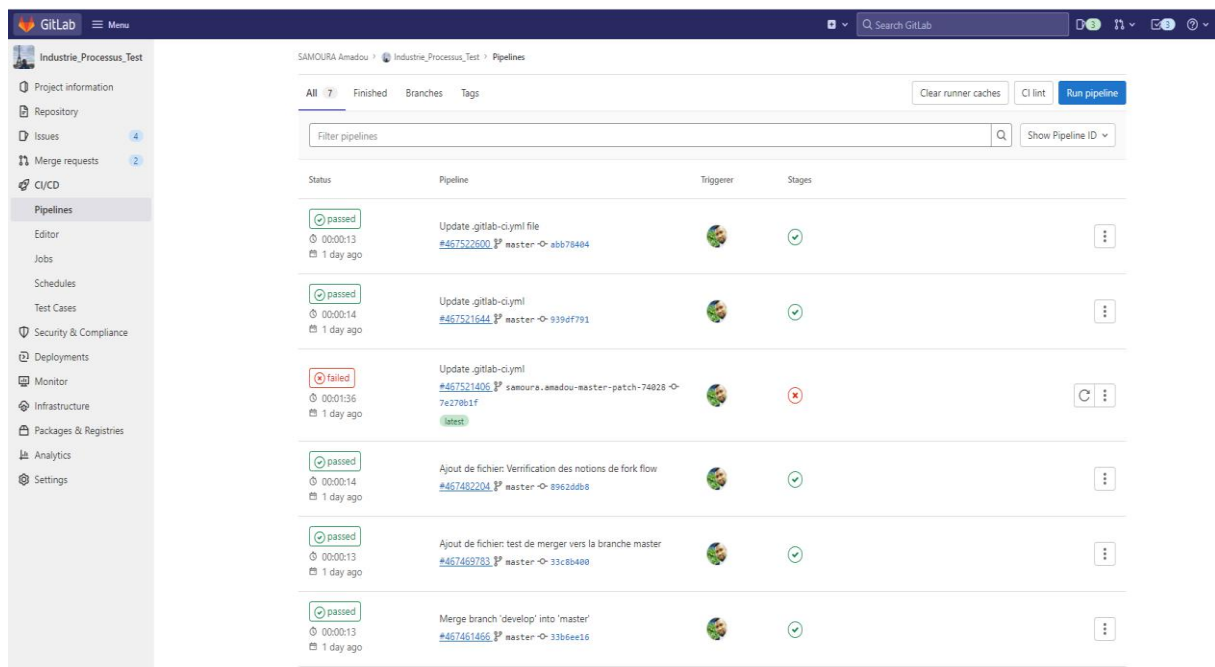 GitLab Menu Search GitLab 3 3
Industrie_Processus_Test
Project information
Repository
Issues 4
Merge requests 2
CI/CD
Pipelines
Editor
Jobs
Schedules
Test Cases
Security & Compliance
Deployments
Monitor
Infrastructure
Packages & Registries
Analytics
Settings
SAMOURA Amadou › Industrie_Processus_Test › Pipelines
All 7 Finished Branches Tags Clear runner caches CI lint Run pipeline
Filter pipelines Show Pipeline ID
Status Pipeline Triggerer Stages
passed
00:00:13
1 day ago
Update .gitlab-ci.yml file
#467522600 master abb78404
passed
00:00:14
1 day ago
Update .gitlab-ci.yml
#467521644 master 939df791
failed
00:01:36
1 day ago
Update .gitlab-ci.yml
#467521406 samoura.amadou-master-patch-74028
7e270b1f
latest
passed
00:00:14
1 day ago
Ajout de fichier: Verrification des notions de fork flow
#467482204 master 8962ddb8
passed
00:00:13
1 day ago
Ajout de fichier: test de merger vers la branche master
#467469783 master 33c8b400
passed
00:00:13
1 day ago
Merge branch 'develop' into 'master'
#467461466 master 33b6ee16